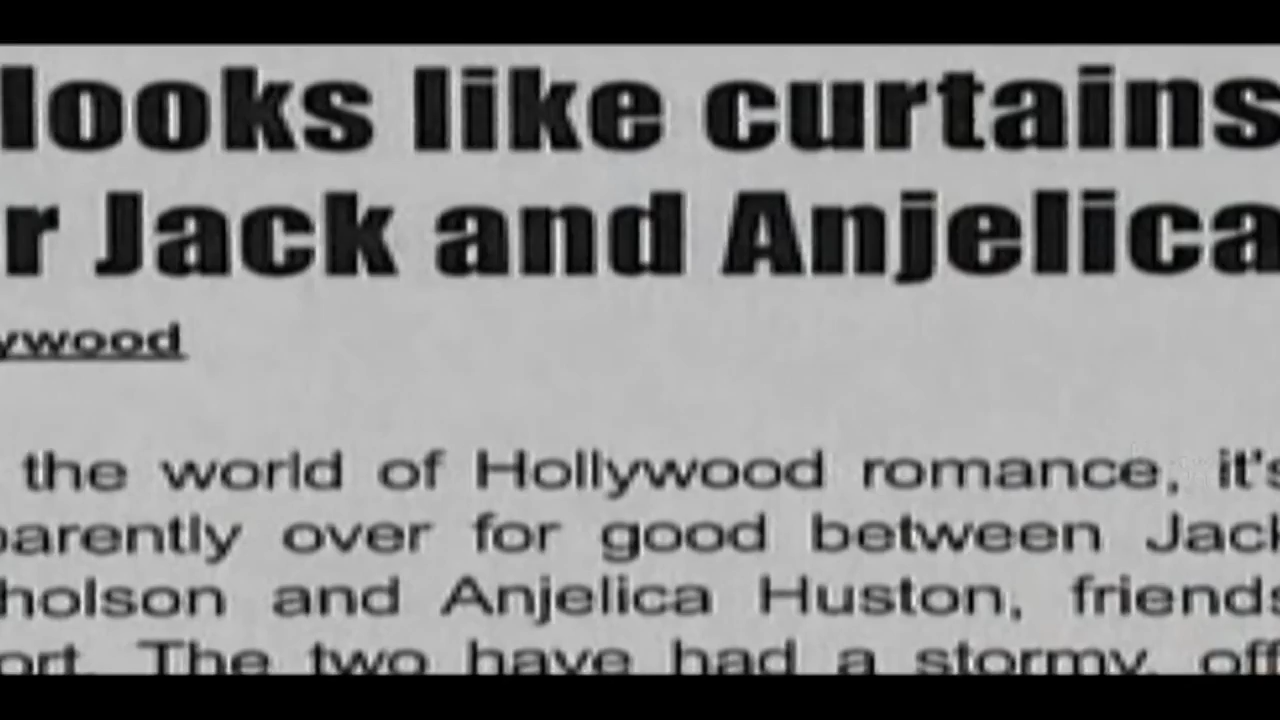 looks like curtains
r Jack and Anjelica
ywood
the world of Hollywood romance, it's
parently over for good between Jack
holson and Anjelica Huston, friends
ort. The two have had a stormy, off